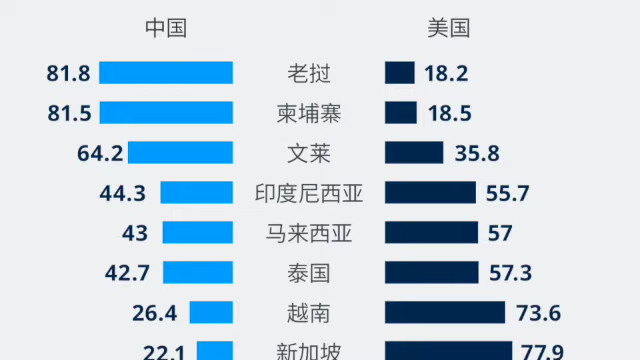 中国 美国
81.8 老挝 18.2
81.5 柬埔寨 18.5
64.2 文莱 35.8
44.3 印度尼西亚 55.7
43 马来西亚 57
42.7 泰国 57.3
26.4 越南 73.6
22.1 新加坡 77.9